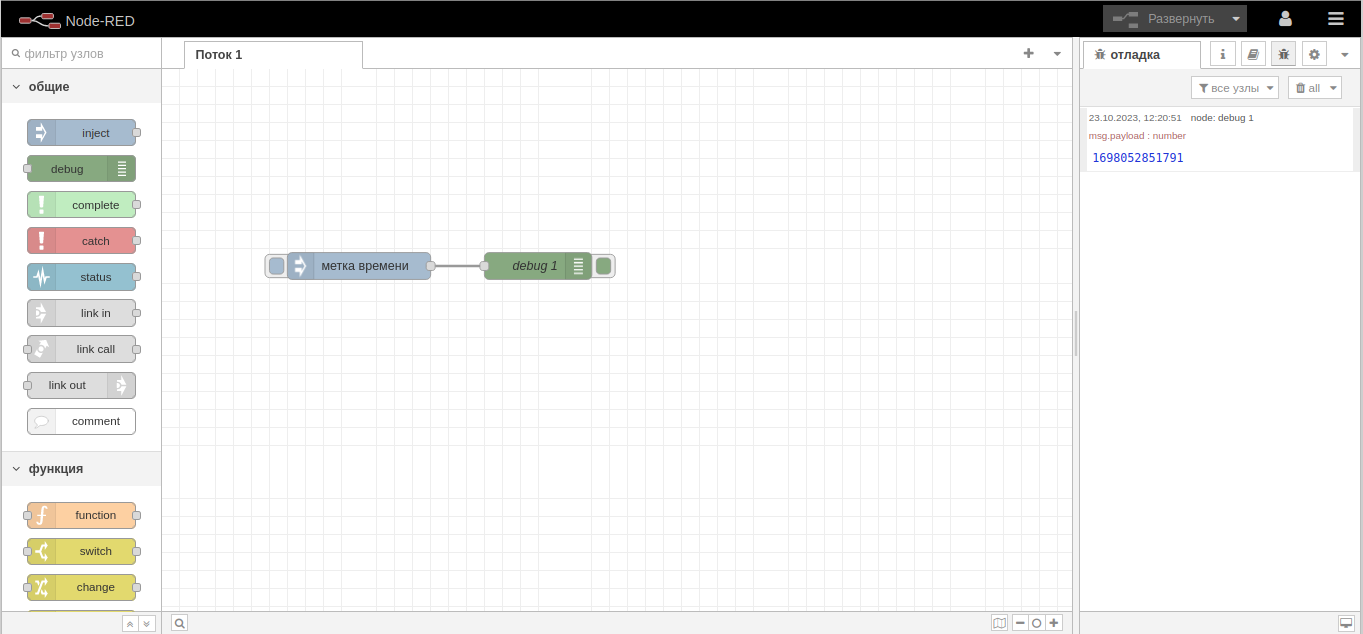 Node-RED
Развернуть
фильтр узлов
общие
inject
debug
complete
catch
status
link in
link call
link out
comment
функция
function
switch
change
Поток 1
метка времени
debug 1
отладка
все узлы
all
23.10.2023, 12:20:51 node: debug 1
msg.payload : number
1698052851791